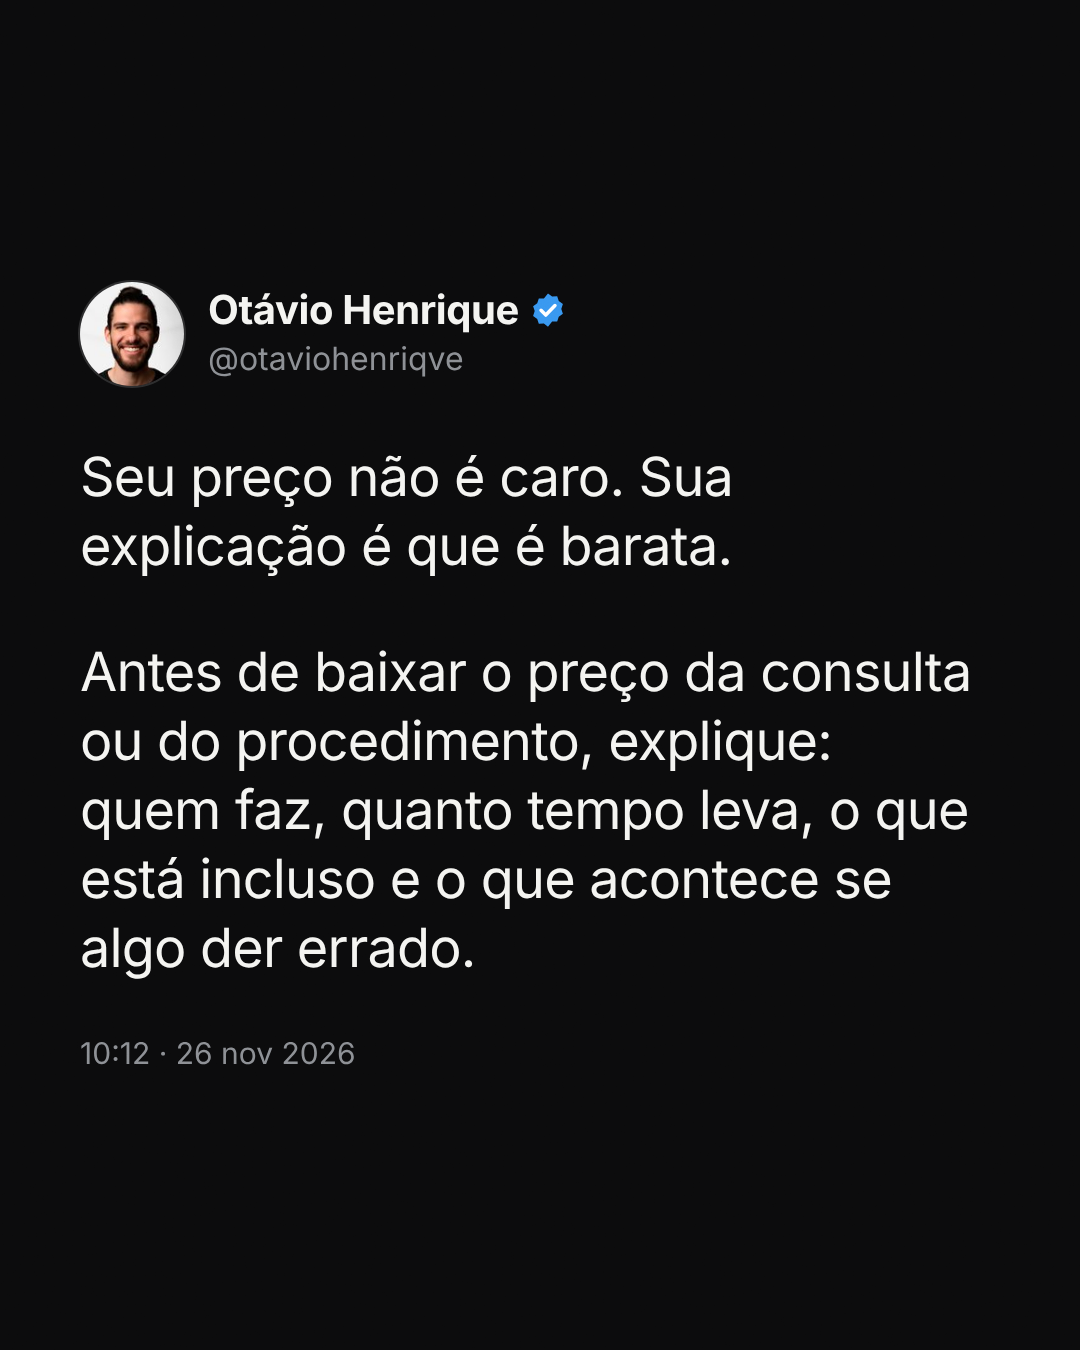 Otávio Henrique
@otaviohenriqve
Seu preço não é caro. Sua
explicação é que é barata.
Antes de baixar o preço da consulta
ou do procedimento, explique:
quem faz, quanto tempo leva, o que
está incluso e o que acontece se
algo der errado.
10:12 · 26 nov 2026